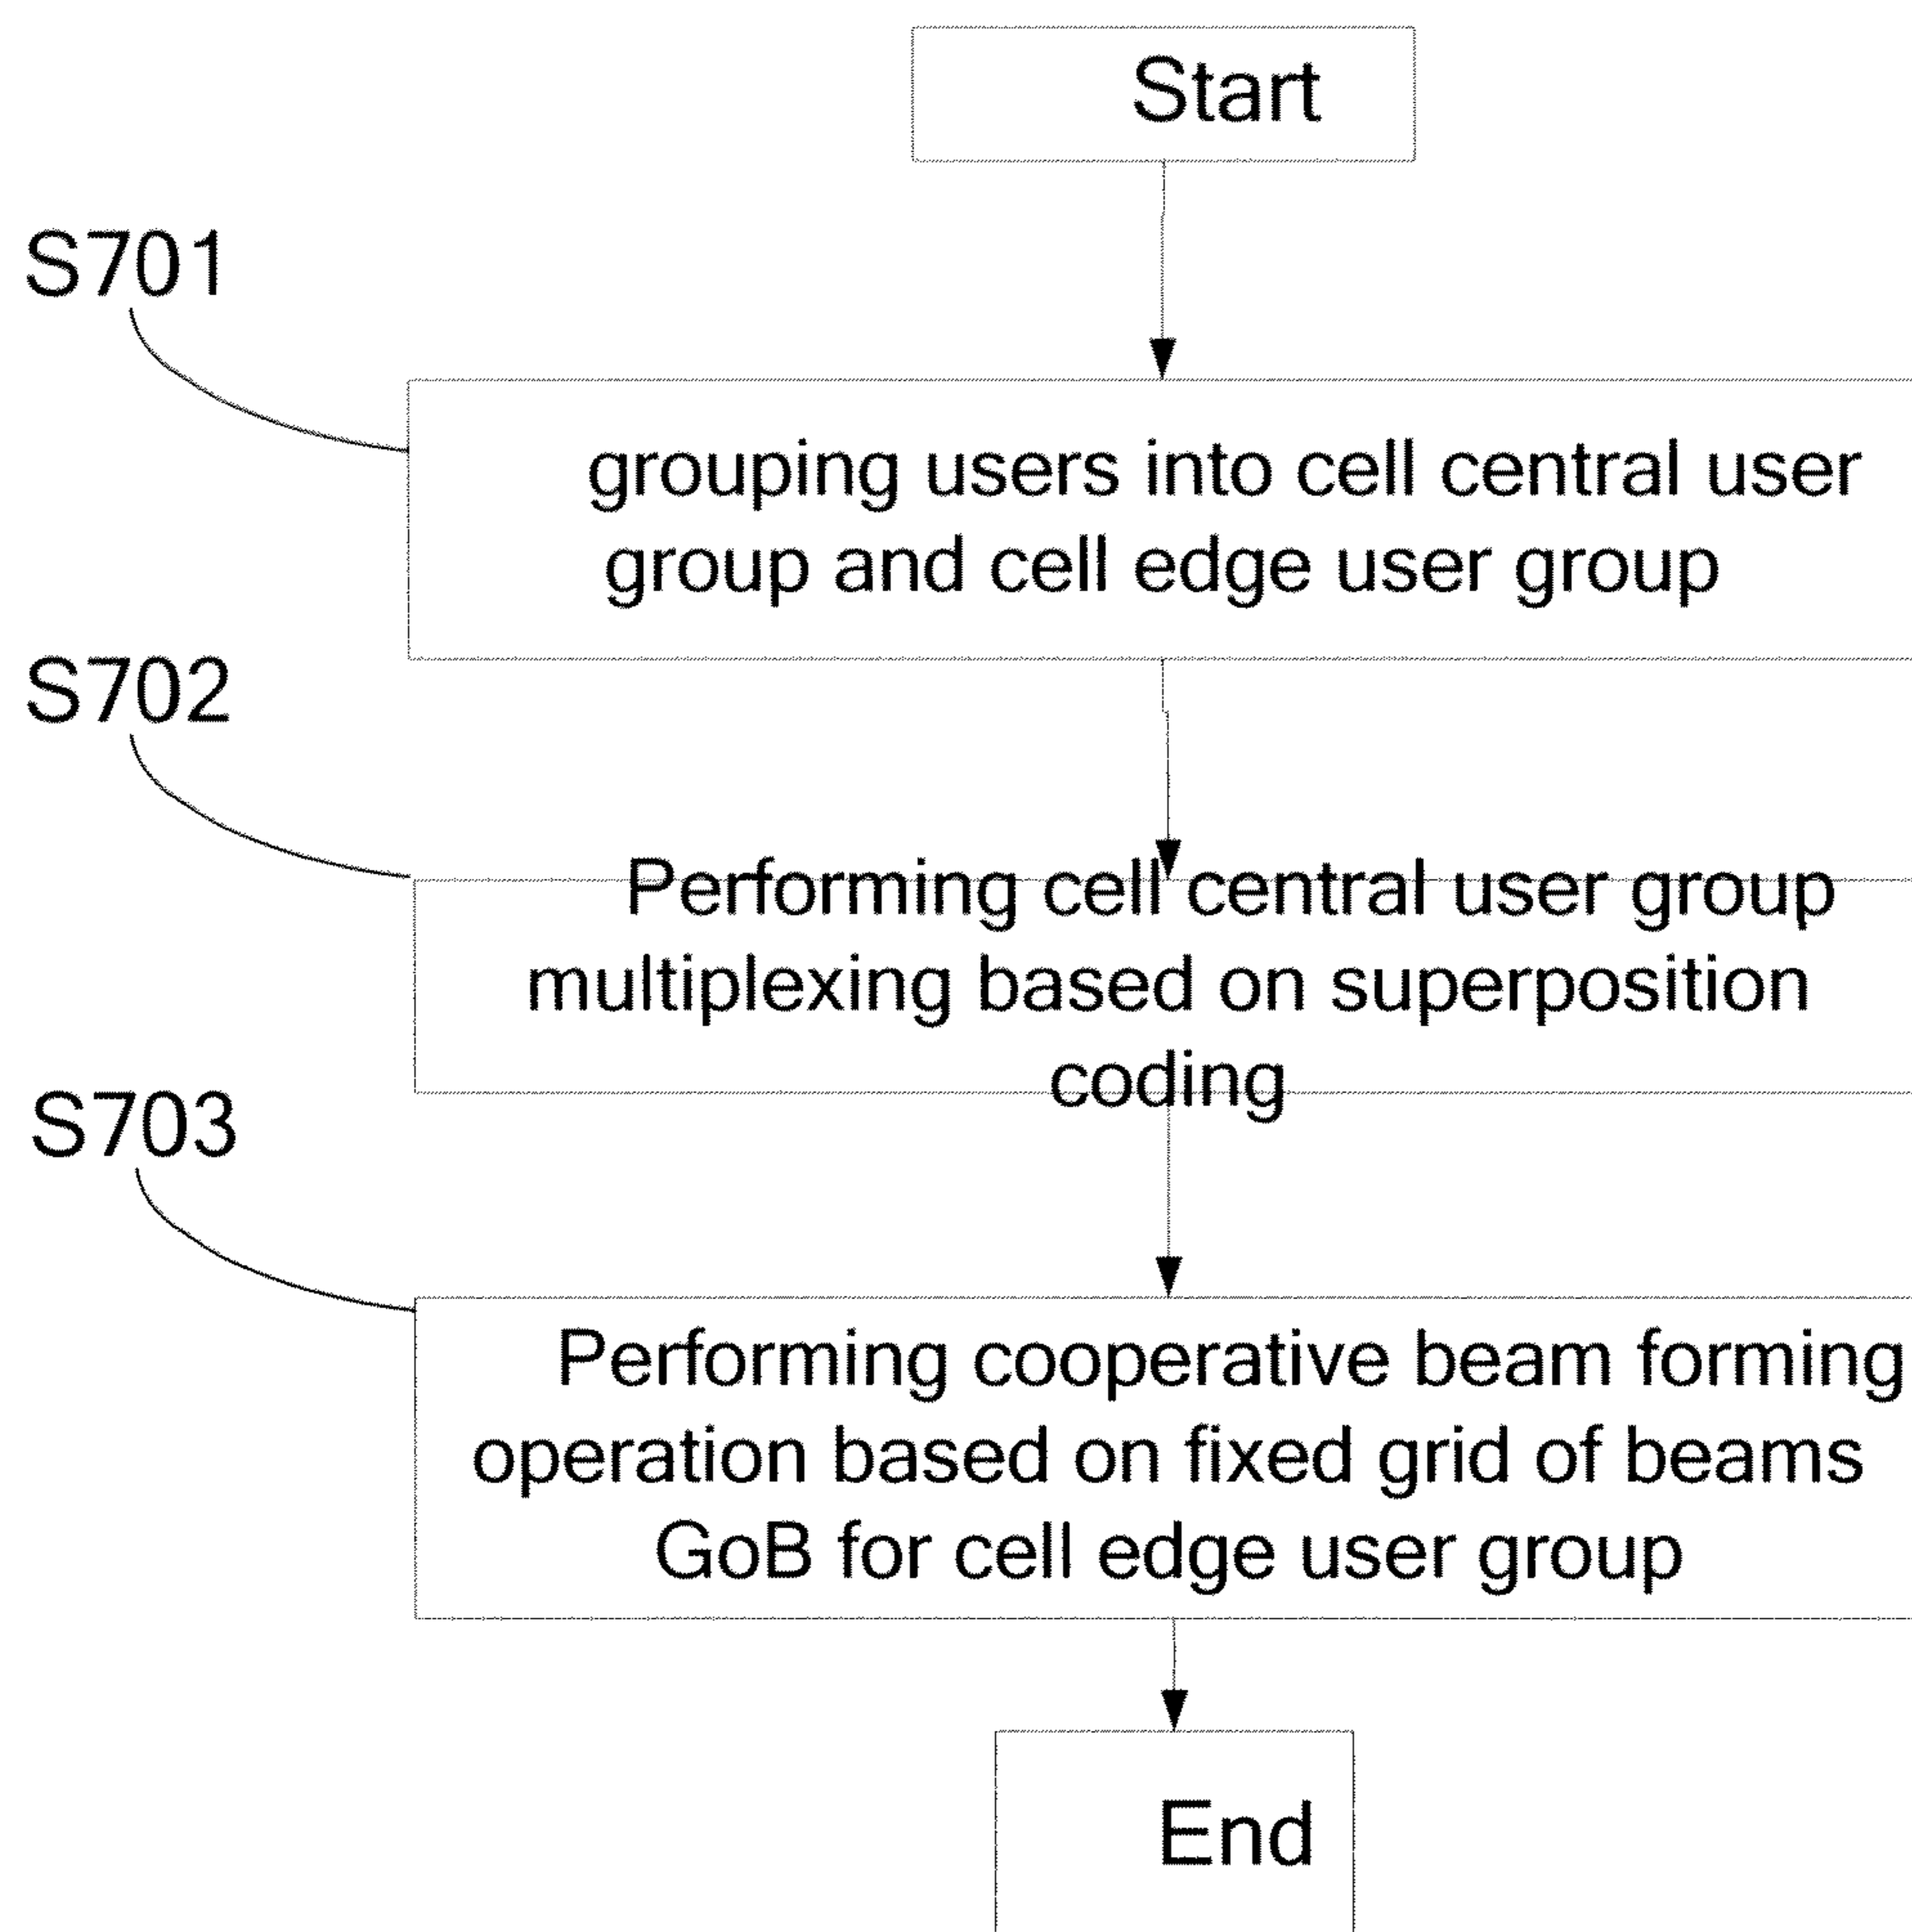 Start
S701
grouping users into cell central user
group and cell edge user group
S702
Performing cell central user group
multiplexing based on superposition
coding
S703
Performing cooperative beam forming
operation based on fixed grid of beams
GoB for cell edge user group
End